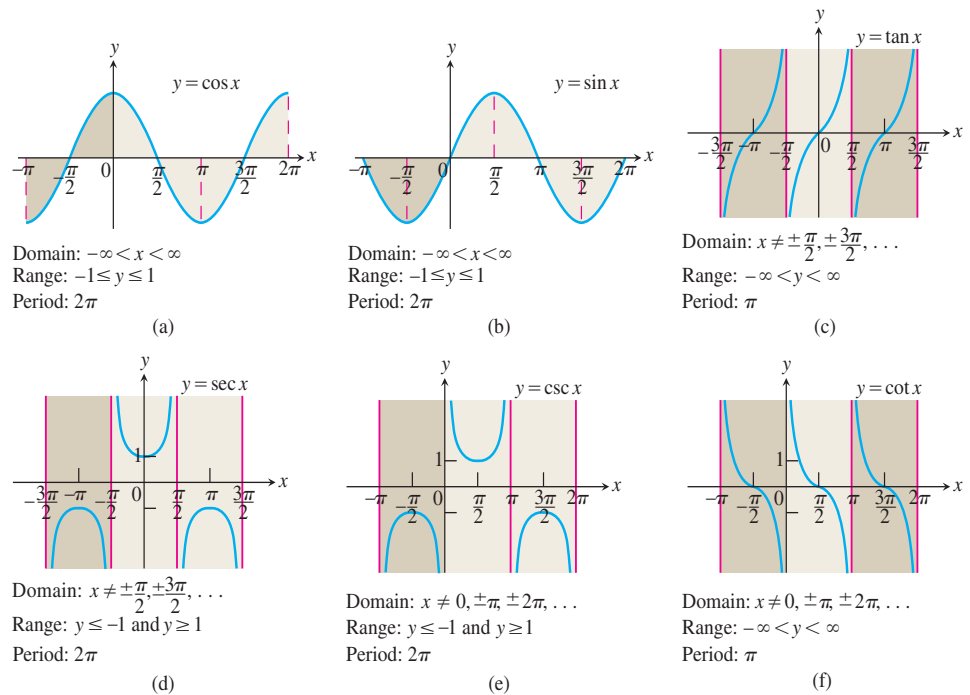 y
y = cos x
x
−π
−π/2
0
π/2
π
3π/2
2π
Domain: −∞ < x < ∞
Range: −1 ≤ y ≤ 1
Period: 2π
(a)
y
y = sin x
x
−π
−π/2
0
π/2
π
3π/2
2π
Domain: −∞ < x < ∞
Range: −1 ≤ y ≤ 1
Period: 2π
(b)
y
y = tan x
x
−3π/2
−π
−π/2
0
π/2
π
3π/2
Domain: x ≠ ±π/2, ±3π/2, . . .
Range: −∞ < y < ∞
Period: π
(c)
y
y = sec x
1
x
−3π/2
−π
−π/2
0
π/2
π
3π/2
Domain: x ≠ ±π/2, ±3π/2, . . .
Range: y ≤ −1 and y ≥ 1
Period: 2π
(d)
y
y = csc x
1
x
−π
−π/2
0
π/2
π
3π/2
2π
Domain: x ≠ 0, ±π, ±2π, . . .
Range: y ≤ −1 and y ≥ 1
Period: 2π
(e)
y
y = cot x
1
x
−π
−π/2
0
π/2
π
3π/2
2π
Domain: x ≠ 0, ±π, ±2π, . . .
Range: −∞ < y < ∞
Period: π
(f)